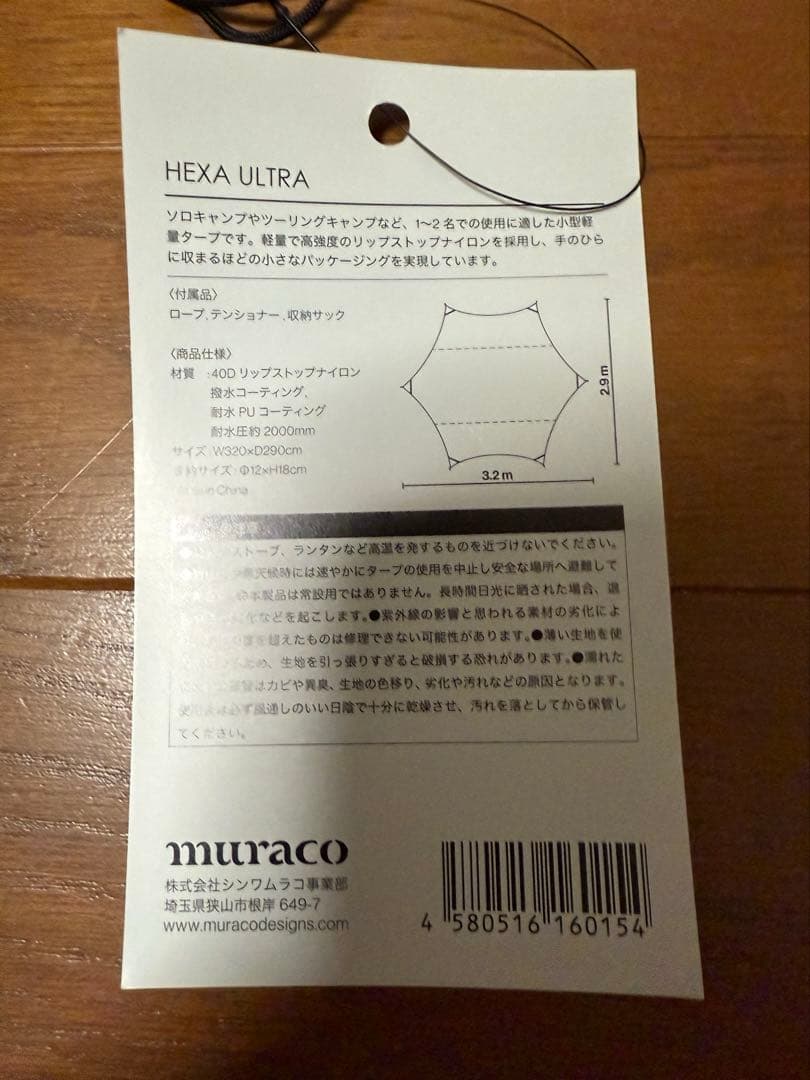 HEXA ULTRA
ソロキャンプやツーリングキャンプなど、1〜2名での使用に適した小型軽
量タープです。軽量で高強度のリップストップナイロンを採用し、手のひら
に収まるほどの小さなパッケージングを実現しています。
〈付属品〉
ロープ、テンショナー、収納サック
〈商品仕様〉
材質 :40D リップストップナイロン
撥水コーティング、
耐水 PU コーティング
耐水圧約 2000mm
サイズ:W320×D290cm
サイズ:Φ12×H18cm
China
2.9m
3.2m
ストーブ、ランタンなど高温を発するものを近づけないでください。
天候時には速やかにタープの使用を中止し安全な場所へ避難して
本製品は常設用ではありません。長時間日光に晒された場合、退
などを起こします。●紫外線の影響と思われる素材の劣化によ
を超えたものは修理できない可能性があります。●薄い生地を使
生地を引っ張りすぎると破損する恐れがあります。●濡れた
はカビや異臭、生地の色移り、劣化や汚れなどの原因となります。
必ず風通しのいい日陰で十分に乾燥させ、汚れを落としてから保管し
てください。
muraco
株式会社シンワムラコ事業部
埼玉県狭山市根岸 649-7
www.muracodesigns.com
4 580516 160154